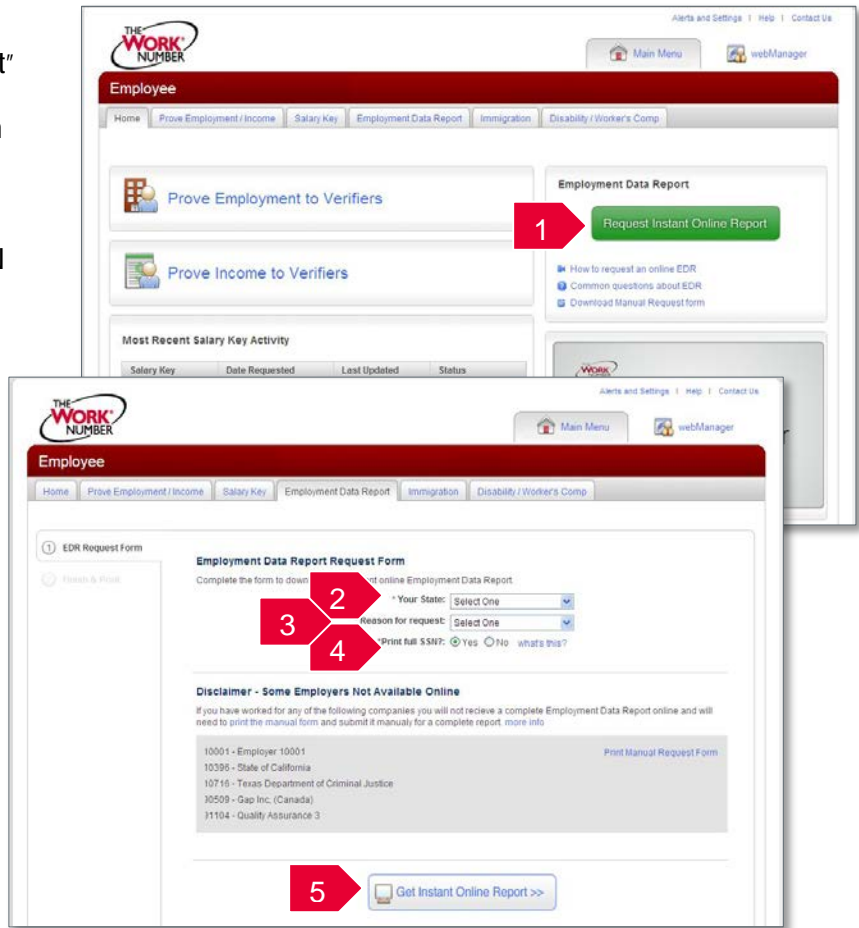 t"
THE
WORK
NUMBER
Alerts and Settings | Help | Contact Us
Main Menu
webManager
Employee
Home
Prove Employment / Income
Salary Key
Employment Data Report
Immigration
Disability / Worker's Comp
Prove Employment to Verifiers
Prove Income to Verifiers
Employment Data Report
1
Request Instant Online Report
How to request an online EDR
Common questions about EDR
Download Manual Request form
Most Recent Salary Key Activity
Salary Key Date Requested Last Updated Status
WORK
THE
WORK
NUMBER
Alerts and Settings | Help | Contact Us
Main Menu
webManager
Employee
Home
Prove Employment / Income
Salary Key
Employment Data Report
Immigration
Disability / Worker's Comp
1 EDR Request Form
2 Finish & Print
Employment Data Report Request Form
Complete the form to down online Employment Data Report
2
* Your State: Select One
3
Reason for request: Select One
4
*Print full SSN?: Yes No what's this?
Disclaimer - Some Employers Not Available Online
If you have worked for any of the following companies you will not recieve a complete Employment Data Report online and will
need to print the manual form and submit it manualy for a complete report. more info
10001 - Employer 10001
10396 - State of California
10716 - Texas Department of Criminal Justice
30509 - Gap Inc, (Canada)
31104 - Quality Assurance 3
Print Manual Request Form
5
Get Instant Online Report >>